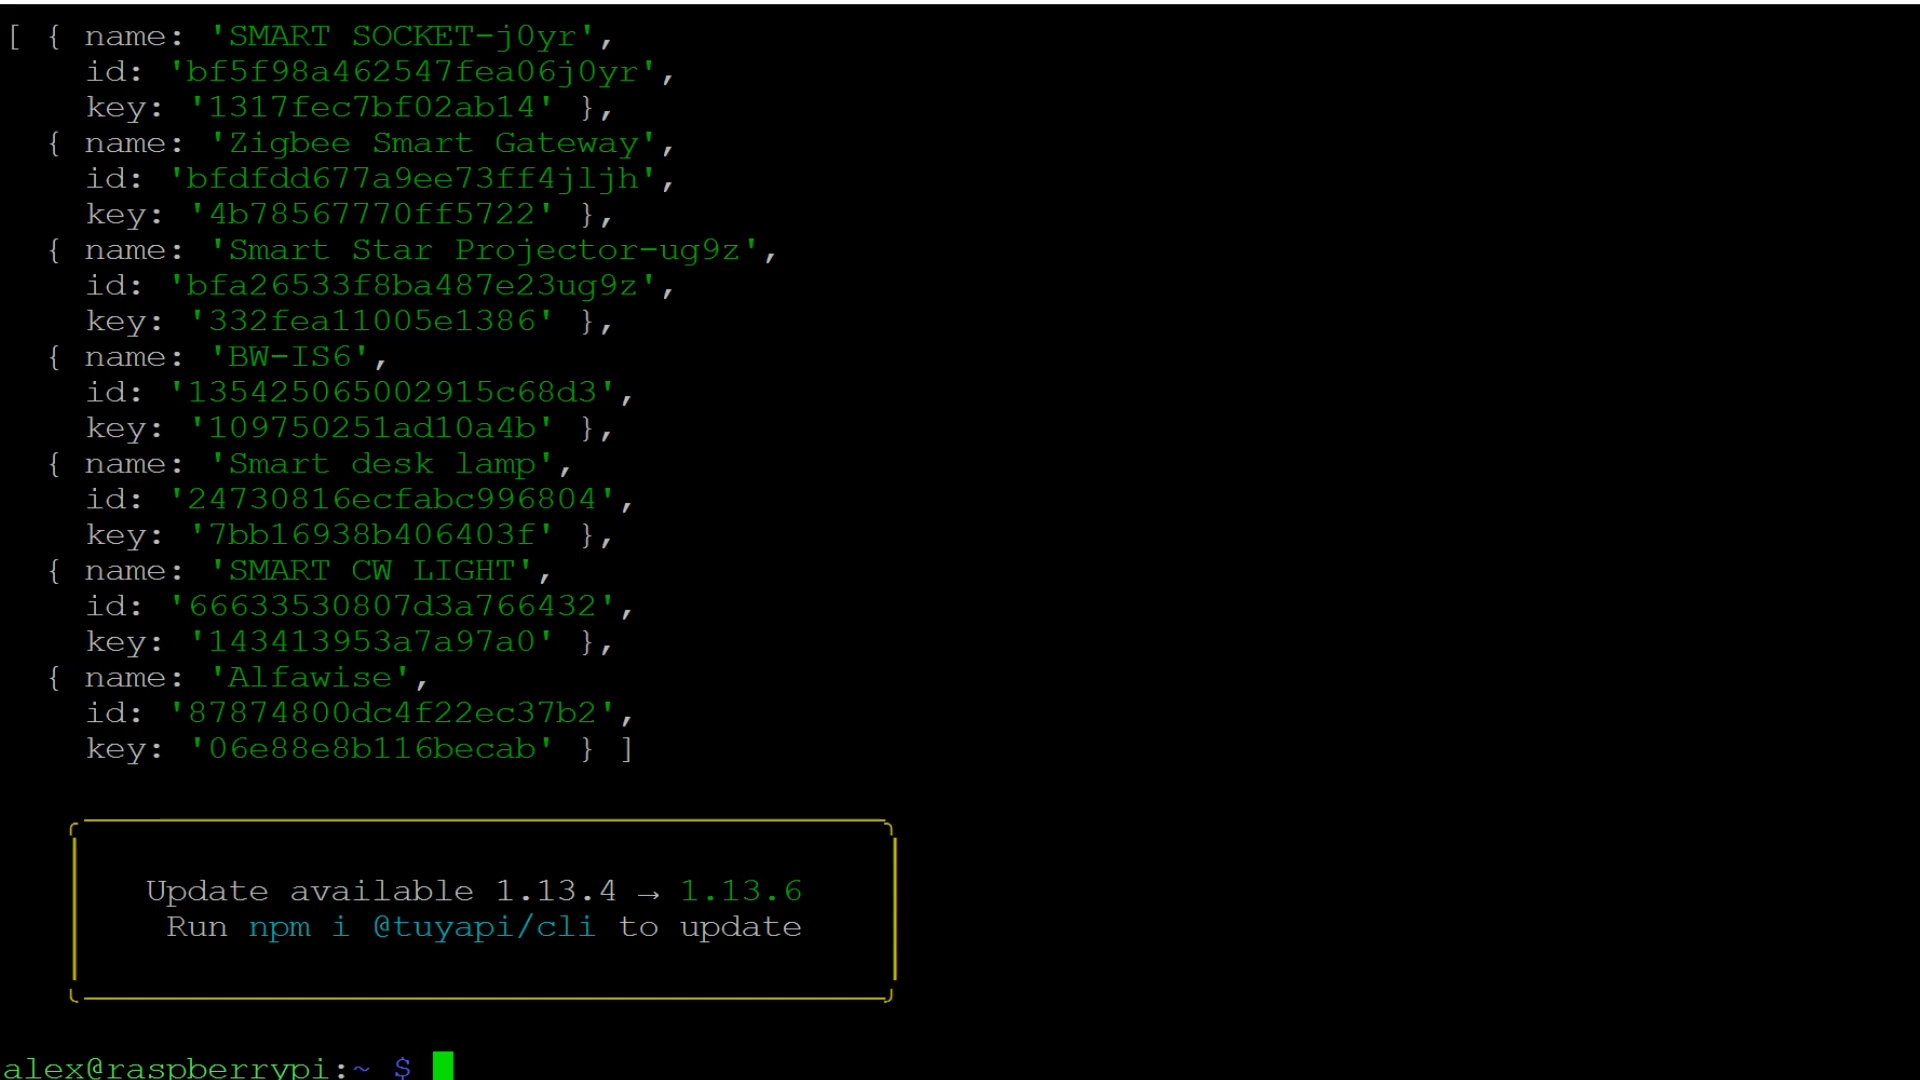 [ { name: 'SMART SOCKET-j0yr',
id: 'bf5f98a462547fea06j0yr',
key: '1317fec7bf02ab14' },
{ name: 'Zigbee Smart Gateway',
id: 'bfdfdd677a9ee73ff4jljh',
key: '4b78567770ff5722' },
{ name: 'Smart Star Projector-ug9z',
id: 'bfa26533f8ba487e23ug9z',
key: '332fea11005e1386' },
{ name: 'BW-IS6',
id: '135425065002915c68d3',
key: '109750251ad10a4b' },
{ name: 'Smart desk lamp',
id: '24730816ecfabc996804',
key: '7bb16938b406403f' },
{ name: 'SMART CW LIGHT',
id: '66633530807d3a766432',
key: '143413953a7a97a0' },
{ name: 'Alfawise',
id: '87874800dc4f22ec37b2',
key: '06e88e8b116becab' } ]
Update available 1.13.4 → 1.13.6
Run npm i @tuyapi/cli to update
alex@raspberrypi:~ $